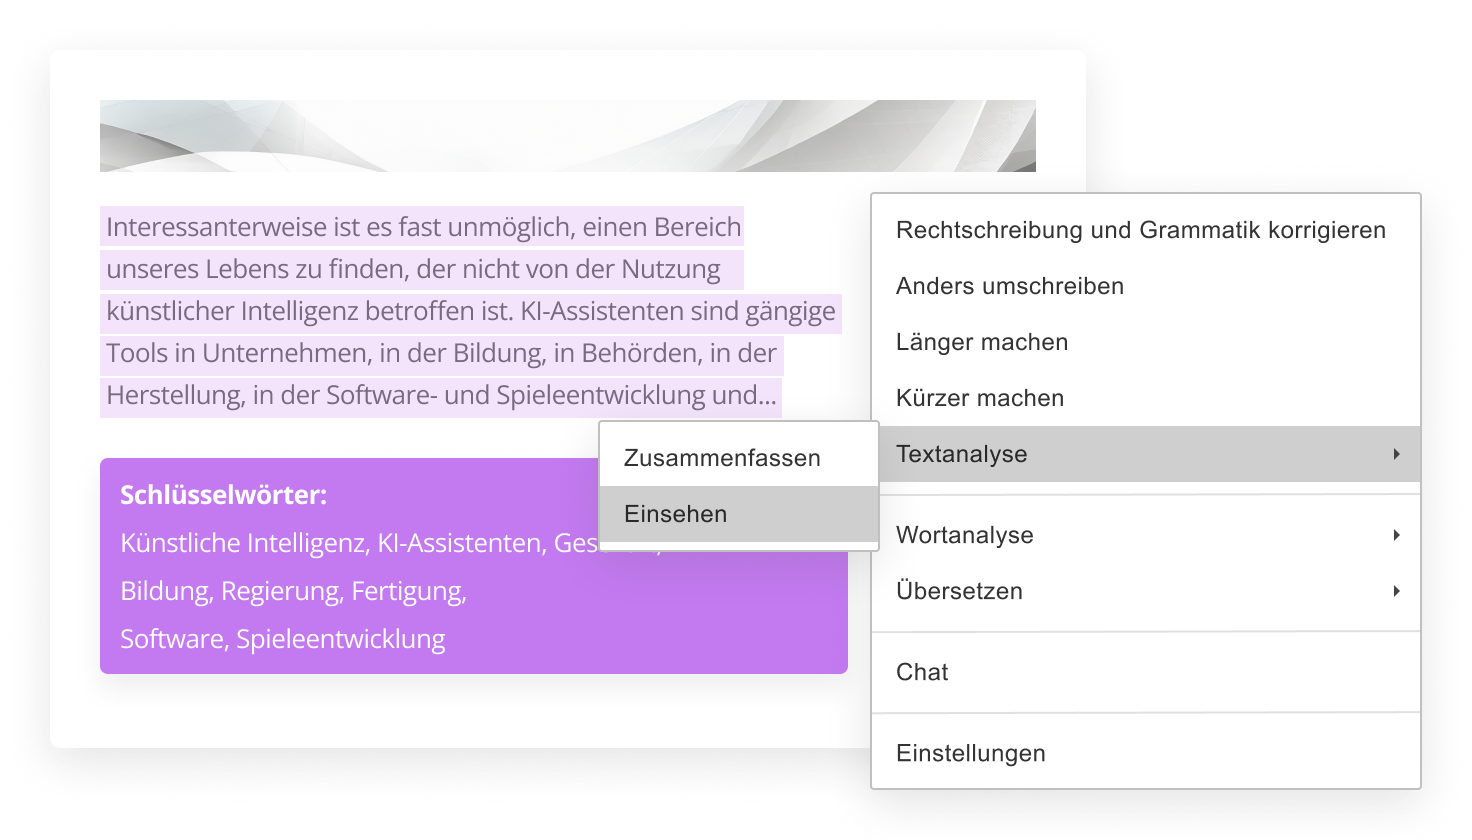 Interessanterweise ist es fast unmöglich, einen Bereich
unseres Lebens zu finden, der nicht von der Nutzung
künstlicher Intelligenz betroffen ist. KI-Assistenten sind gängige
Tools in Unternehmen, in der Bildung, in Behörden, in der
Herstellung, in der Software- und Spieleentwicklung und...
Schlüsselwörter:
Künstliche Intelligenz, KI-Assistenten,
Bildung, Regierung, Fertigung,
Software, Spieleentwicklung
Zusammenfassen
Einsehen
Rechtschreibung und Grammatik korrigieren
Anders umschreiben
Länger machen
Kürzer machen
Textanalyse
Wortanalyse
Übersetzen
Chat
Einstellungen